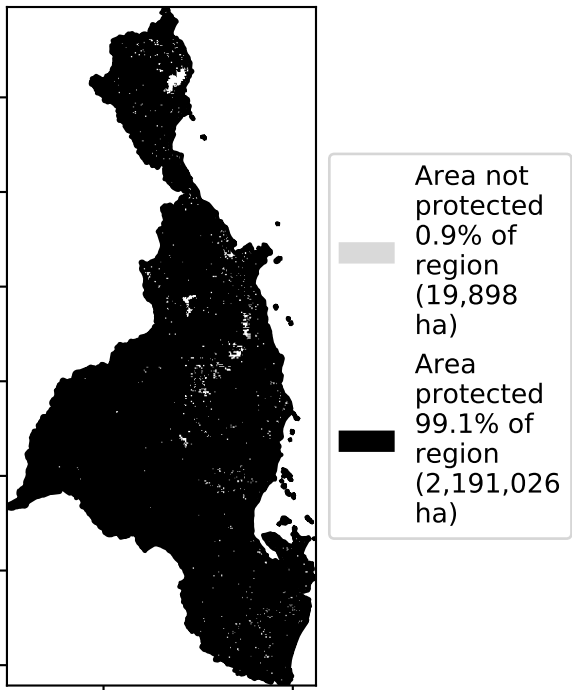 Area not
protected
0.9% of
region
(19,898
ha)
Area
protected
99.1% of
region
(2,191,026
ha)